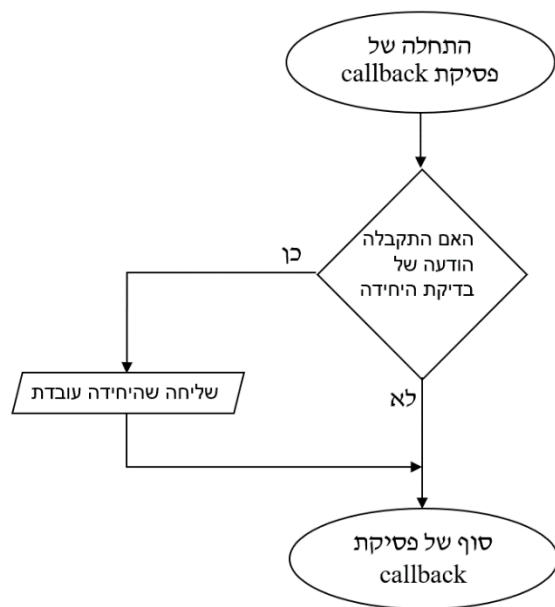 התחלה של
פסיקת callback
האם התקבלה
הודעה של
בדיקת היחידה
כן
שליחה שהיחידה עובדת
לא
סוף של פסיקת
callback